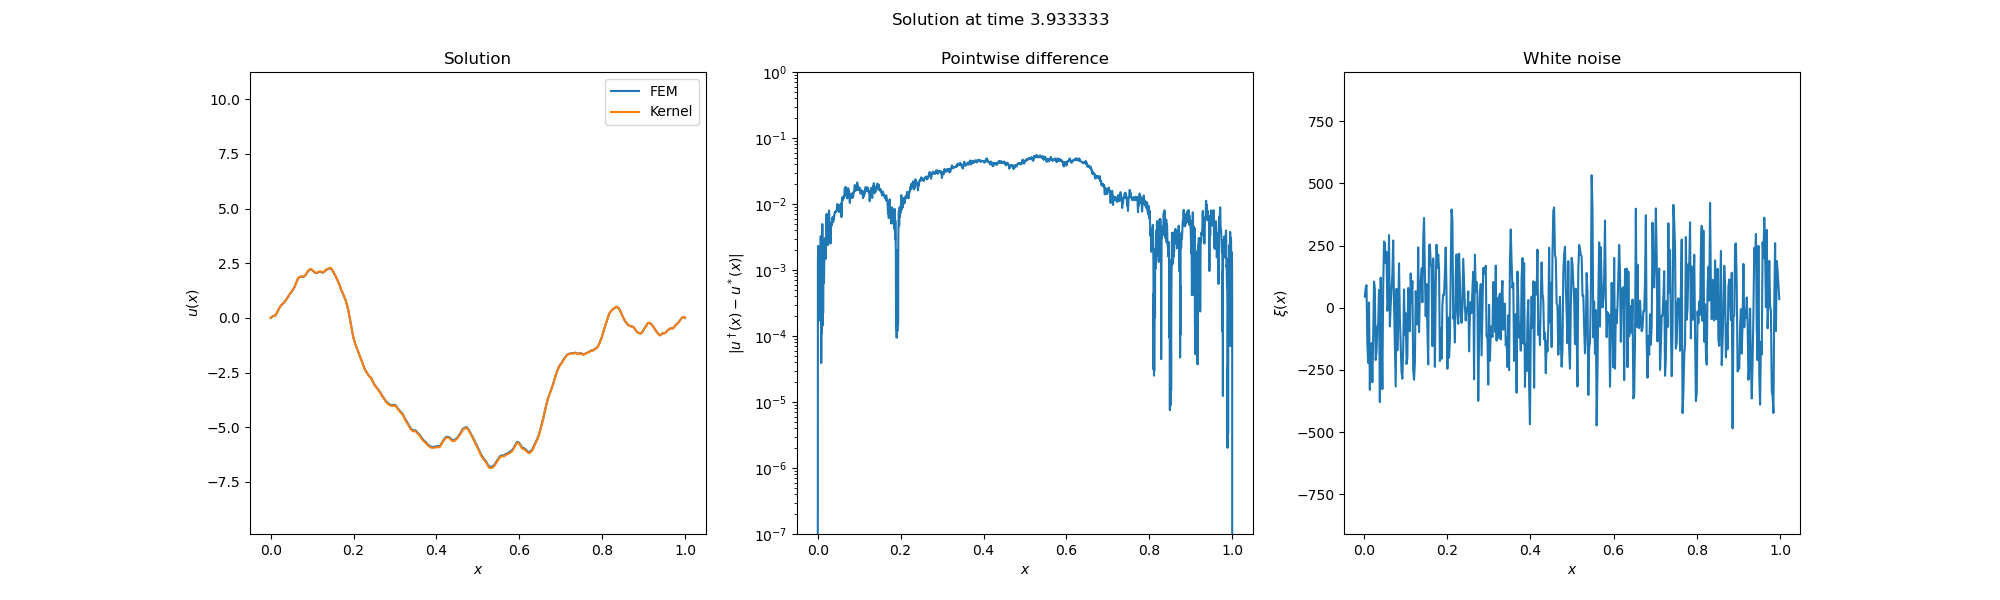 Solution at time 3.933333
Solution
10.0
7.5
5.0
2.5
0.0
−2.5
−5.0
−7.5
u(x)
FEM
Kernel
0.0 0.2 0.4 0.6 0.8 1.0
x
Pointwise difference
10⁰
10⁻¹
10⁻²
10⁻³
10⁻⁴
10⁻⁵
10⁻⁶
10⁻⁷
|u†(x) − u*(x)|
0.0 0.2 0.4 0.6 0.8 1.0
x
White noise
750
500
250
0
−250
−500
−750
ξ(x)
0.0 0.2 0.4 0.6 0.8 1.0
x